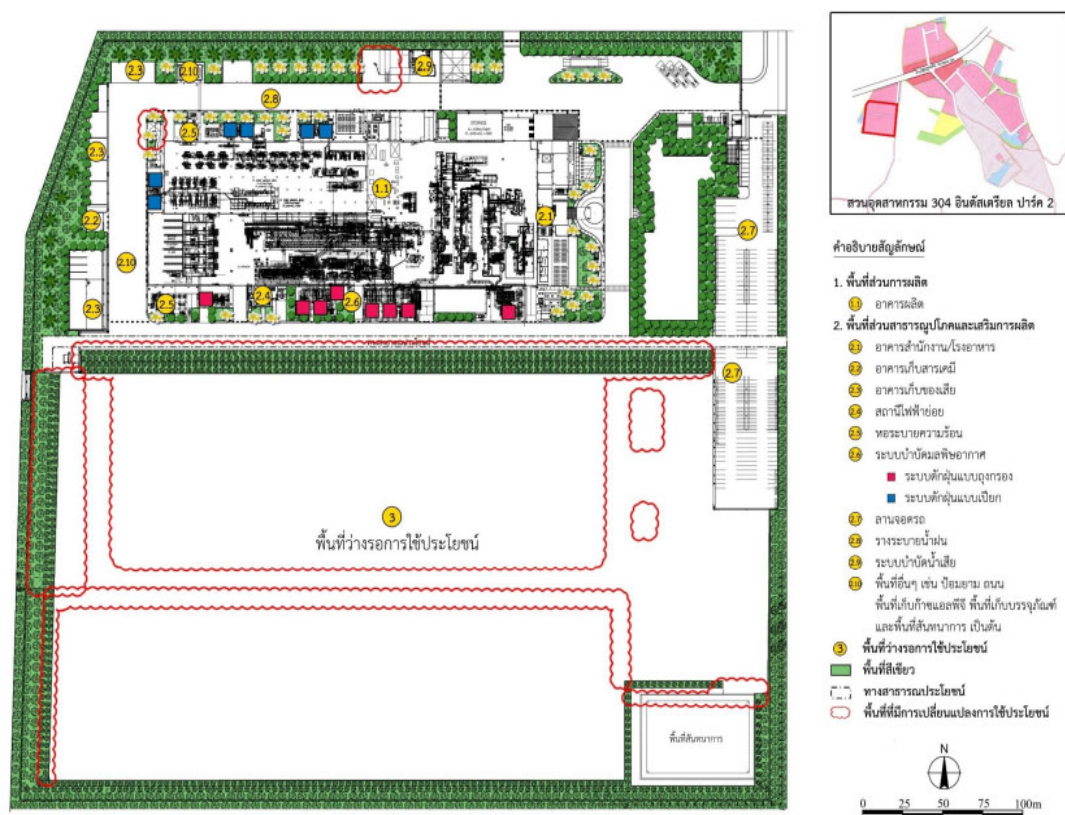 2.3
2.10
2.9
2.8
2.5
STORAGE
2.3
1.1
2.2
2.1
2.7
2.10
2.3
2.5
2.4
2.6
ทางสาธารณประโยชน์
2.7
3
พื้นที่ว่างรอการใช้ประโยชน์
พื้นที่สันทนาการ
สวนอุตสาหกรรม 304 อินดัสเตรียล ปาร์ค 2
คำอธิบายสัญลักษณ์
1. พื้นที่ส่วนการผลิต
1.1 อาคารผลิต
2. พื้นที่ส่วนสาธารณูปโภคและเสริมการผลิต
2.1 อาคารสำนักงาน/โรงอาหาร
2.2 อาคารเก็บสารเคมี
2.3 อาคารเก็บของเสีย
2.4 สถานีไฟฟ้าย่อย
2.5 หอระบายความร้อน
2.6 ระบบบำบัดมลพิษอากาศ
ระบบดักฝุ่นแบบถุงกรอง
ระบบดักฝุ่นแบบเปียก
2.7 ลานจอดรถ
2.8 รางระบายน้ำฝน
2.9 ระบบบำบัดน้ำเสีย
2.10 พื้นที่อื่นๆ เช่น ป้อมยาม ถนน
พื้นที่เก็บก๊าซแอลพีจี พื้นที่เก็บบรรจุภัณฑ์
และพื้นที่สันทนาการ เป็นต้น
3 พื้นที่ว่างรอการใช้ประโยชน์
พื้นที่สีเขียว
ทางสาธารณประโยชน์
พื้นที่ที่มีการเปลี่ยนแปลงการใช้ประโยชน์
N
0 25 50 75 100m